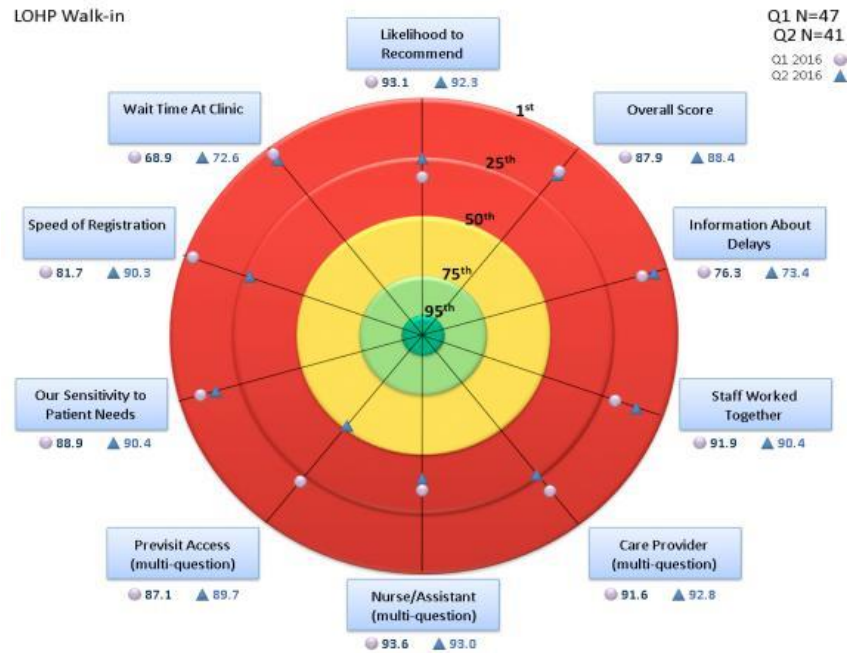 LOHP Walk-in
Q1 N=47
Q2 N=41
Q1 2016
Q2 2016
Likelihood to
Recommend
93.1 92.3
Overall Score
87.9 88.4
Information About
Delays
76.3 73.4
Staff Worked
Together
91.9 90.4
Care Provider
(multi-question)
91.6 92.8
Nurse/Assistant
(multi-question)
93.6 93.0
Previsit Access
(multi-question)
87.1 89.7
Our Sensitivity to
Patient Needs
88.9 90.4
Speed of Registration
81.7 90.3
Wait Time At Clinic
68.9 72.6
1st
25th
50th
75th
95th